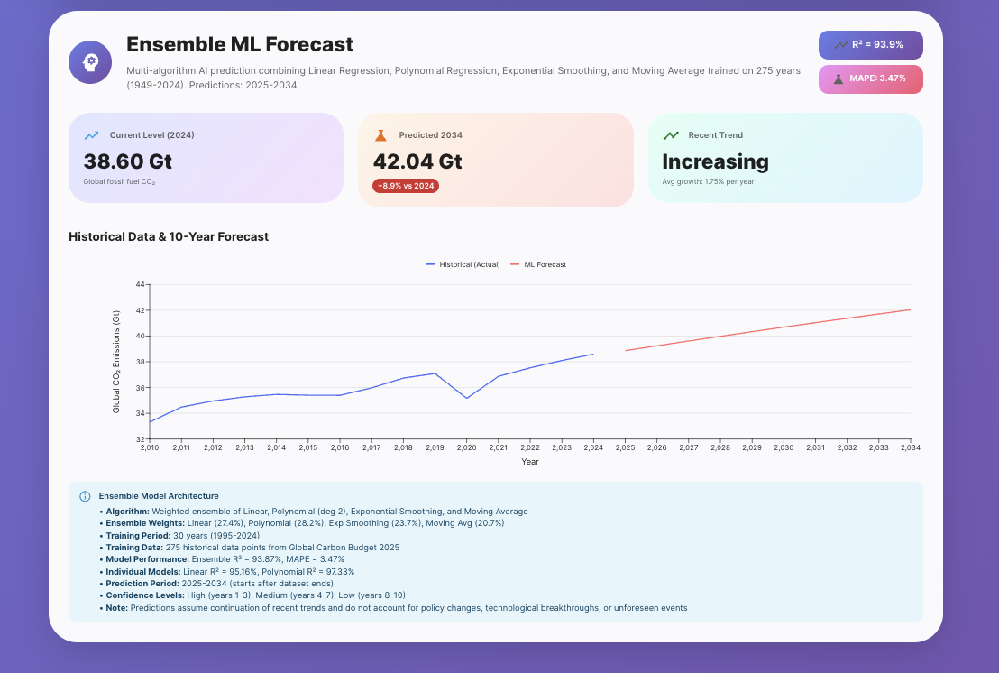 Ensemble ML Forecast
Multi-algorithm AI prediction combining Linear Regression, Polynomial Regression, Exponential Smoothing, and Moving Average trained on 275 years
(1949-2024). Predictions: 2025-2034
R² = 93.9%
MAPE: 3.47%
Current Level (2024)
38.60 Gt
Global fossil fuel CO₂
Predicted 2034
42.04 Gt
+8.9% vs 2024
Recent Trend
Increasing
Avg growth: 1.75% per year
Historical Data & 10-Year Forecast
Historical (Actual) ML Forecast
Global CO₂ Emissions (Gt)
44
42
40
38
36
34
32
2,010 2,011 2,012 2,013 2,014 2,015 2,016 2,017 2,018 2,019 2,020 2,021 2,022 2,023 2,024 2,025 2,026 2,027 2,028 2,029 2,030 2,031 2,032 2,033 2,034
Year
Ensemble Model Architecture
• Algorithm: Weighted ensemble of Linear, Polynomial (deg 2), Exponential Smoothing, and Moving Average
• Ensemble Weights: Linear (27.4%), Polynomial (28.2%), Exp Smoothing (23.7%), Moving Avg (20.7%)
• Training Period: 30 years (1995-2024)
• Training Data: 275 historical data points from Global Carbon Budget 2025
• Model Performance: Ensemble R² = 93.87%, MAPE = 3.47%
• Individual Models: Linear R² = 95.16%, Polynomial R² = 97.33%
• Prediction Period: 2025-2034 (starts after dataset ends)
• Confidence Levels: High (years 1-3), Medium (years 4-7), Low (years 8-10)
• Note: Predictions assume continuation of recent trends and do not account for policy changes, technological breakthroughs, or unforeseen events